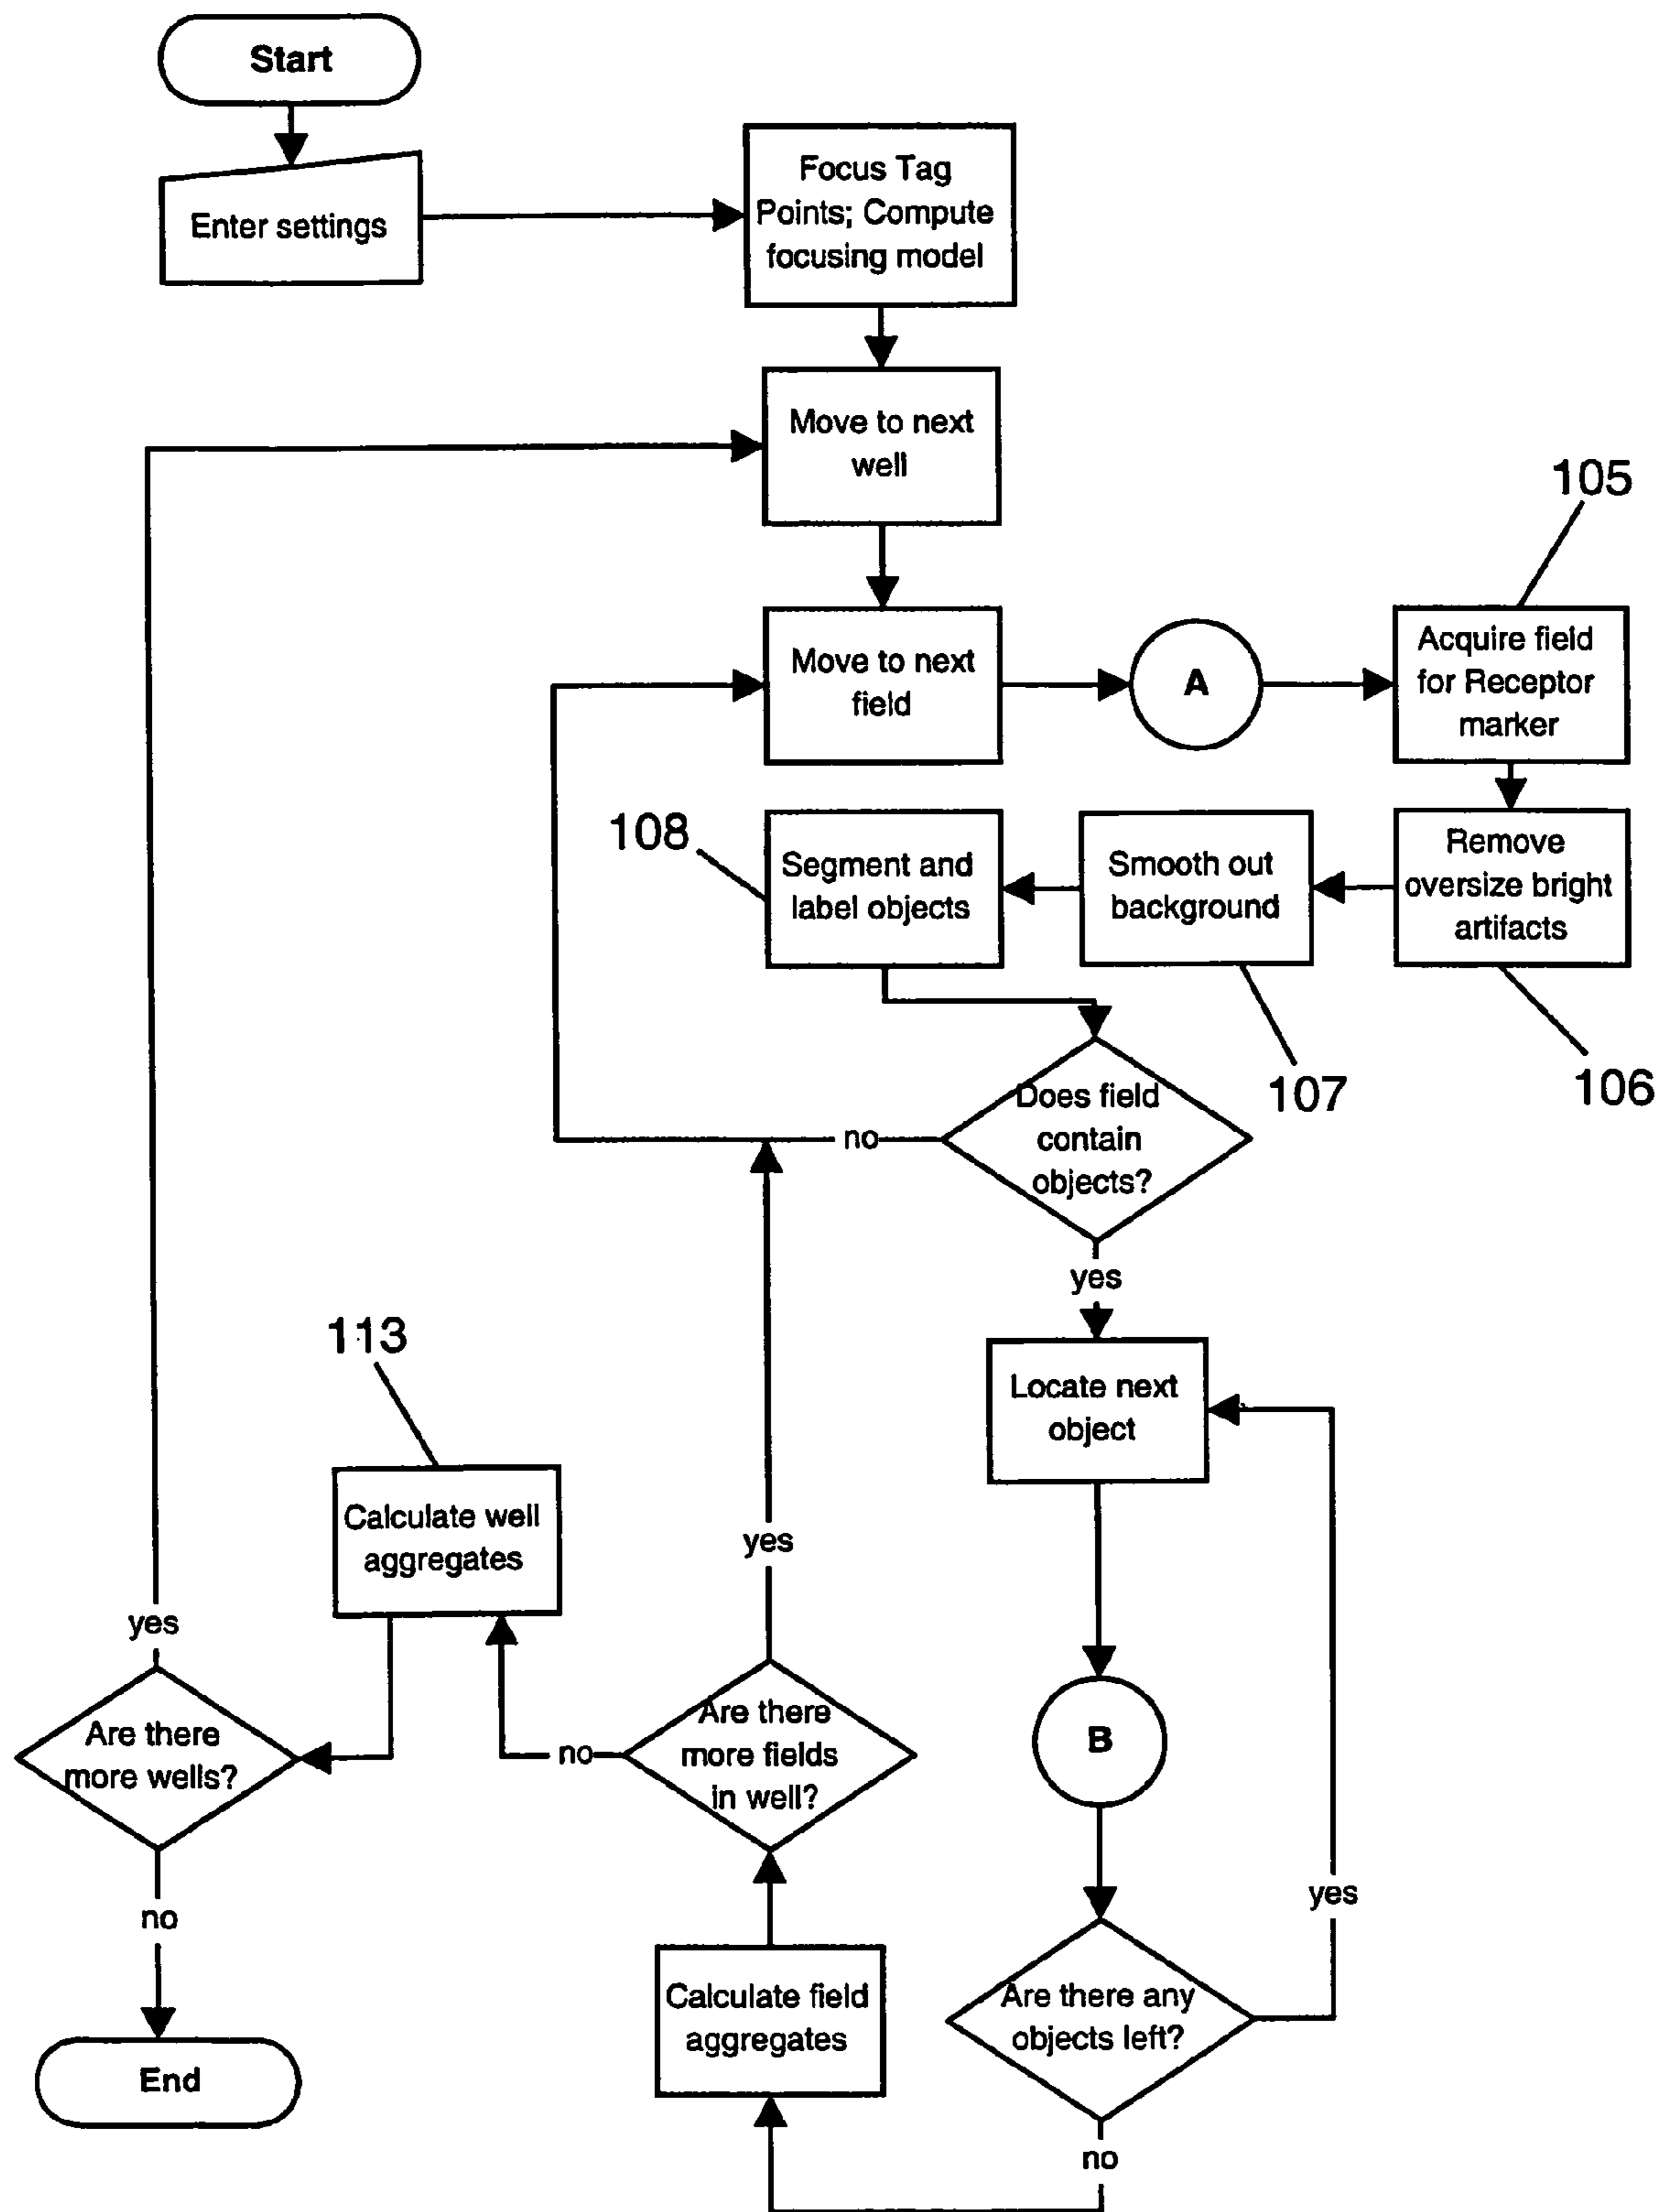 Start
Enter settings
Focus Tag
Points; Compute
focusing model
Move to next
well
105
Move to next
field
A
Acquire field
for Receptor
marker
108
Segment and
label objects
Smooth out
background
Remove
oversize bright
artifacts
107
106
Does field
contain
objects?
no
yes
113
Locate next
object
Calculate well
aggregates
yes
yes
Are there
more wells?
no
Are there
more fields
in well?
B
yes
no
Calculate field
aggregates
Are there any
objects left?
End
no